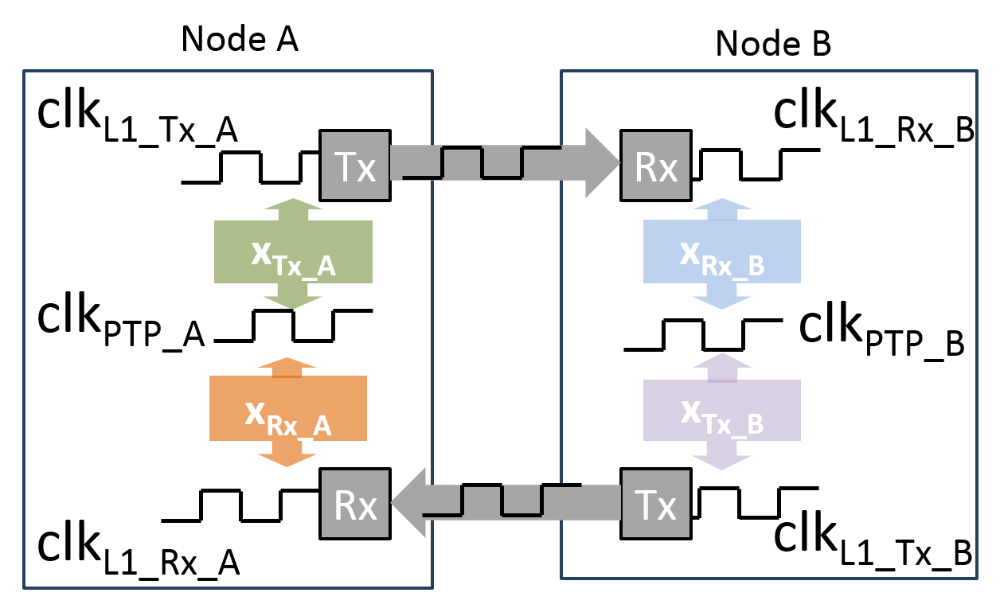 Node A
Node B
clkL1_Tx_A
clkL1_Rx_B
Tx
Rx
xTx_A
xRx_B
clkPTP_A
clkPTP_B
xRx_A
xTx_B
Rx
Tx
clkL1_Rx_A
clkL1_Tx_B